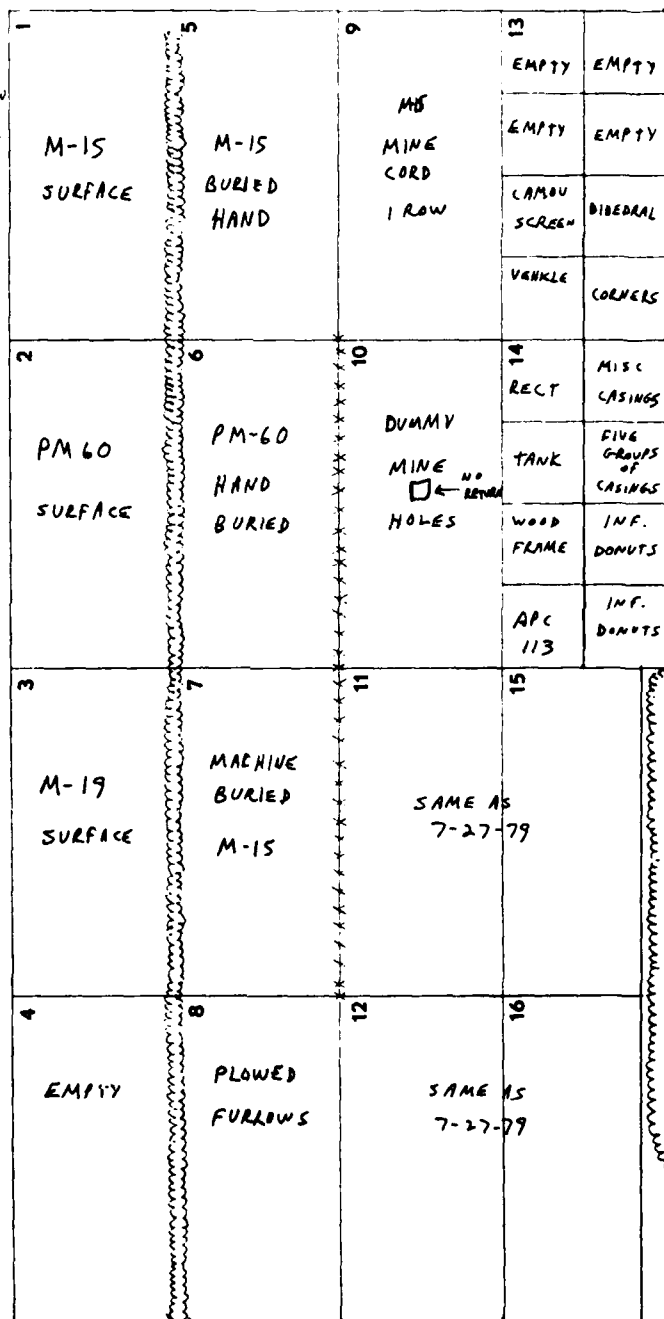 1
M-15
SURFACE
5
M-15
BURIED
HAND
9
MINE
CORD
1 ROW
13
EMPTY
EMPTY
EMPTY
EMPTY
CAMOU
SCREEN
DIHEDRAL
VEHICLE
CORNERS
2
PM 60
SURFACE
6
PM-60
HAND
BURIED
10
DUMMY
MINE
NO
RETURN
HOLES
14
RECT
MISC
CASINGS
TANK
FIVE
GROUPS
OF
CASINGS
WOOD
FRAME
INF.
DONUTS
APC
113
INF.
DONUTS
3
M-19
SURFACE
7
MACHINE
BURIED
M-15
11
15
SAME AS
7-27-79
4
EMPTY
8
PLOWED
FURROWS
12
16
SAME AS
7-27-79